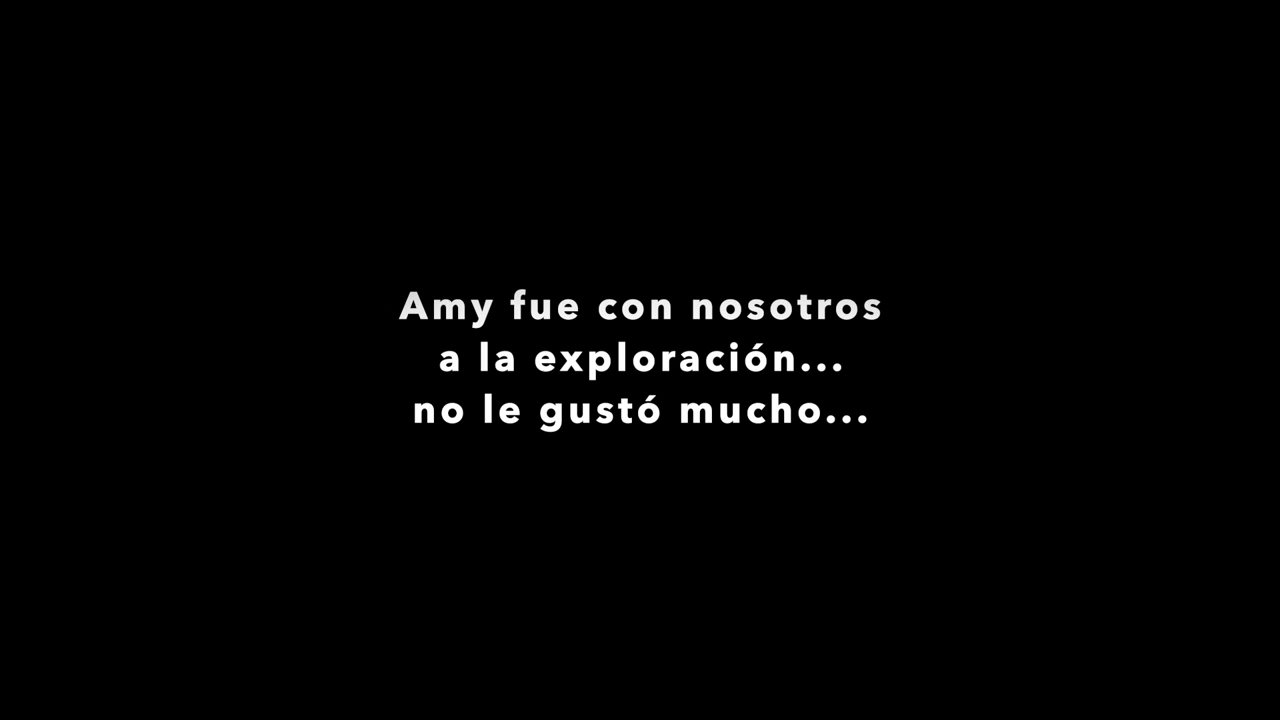 Amy fue con nosotros
a la exploración...
no le gustó mucho...